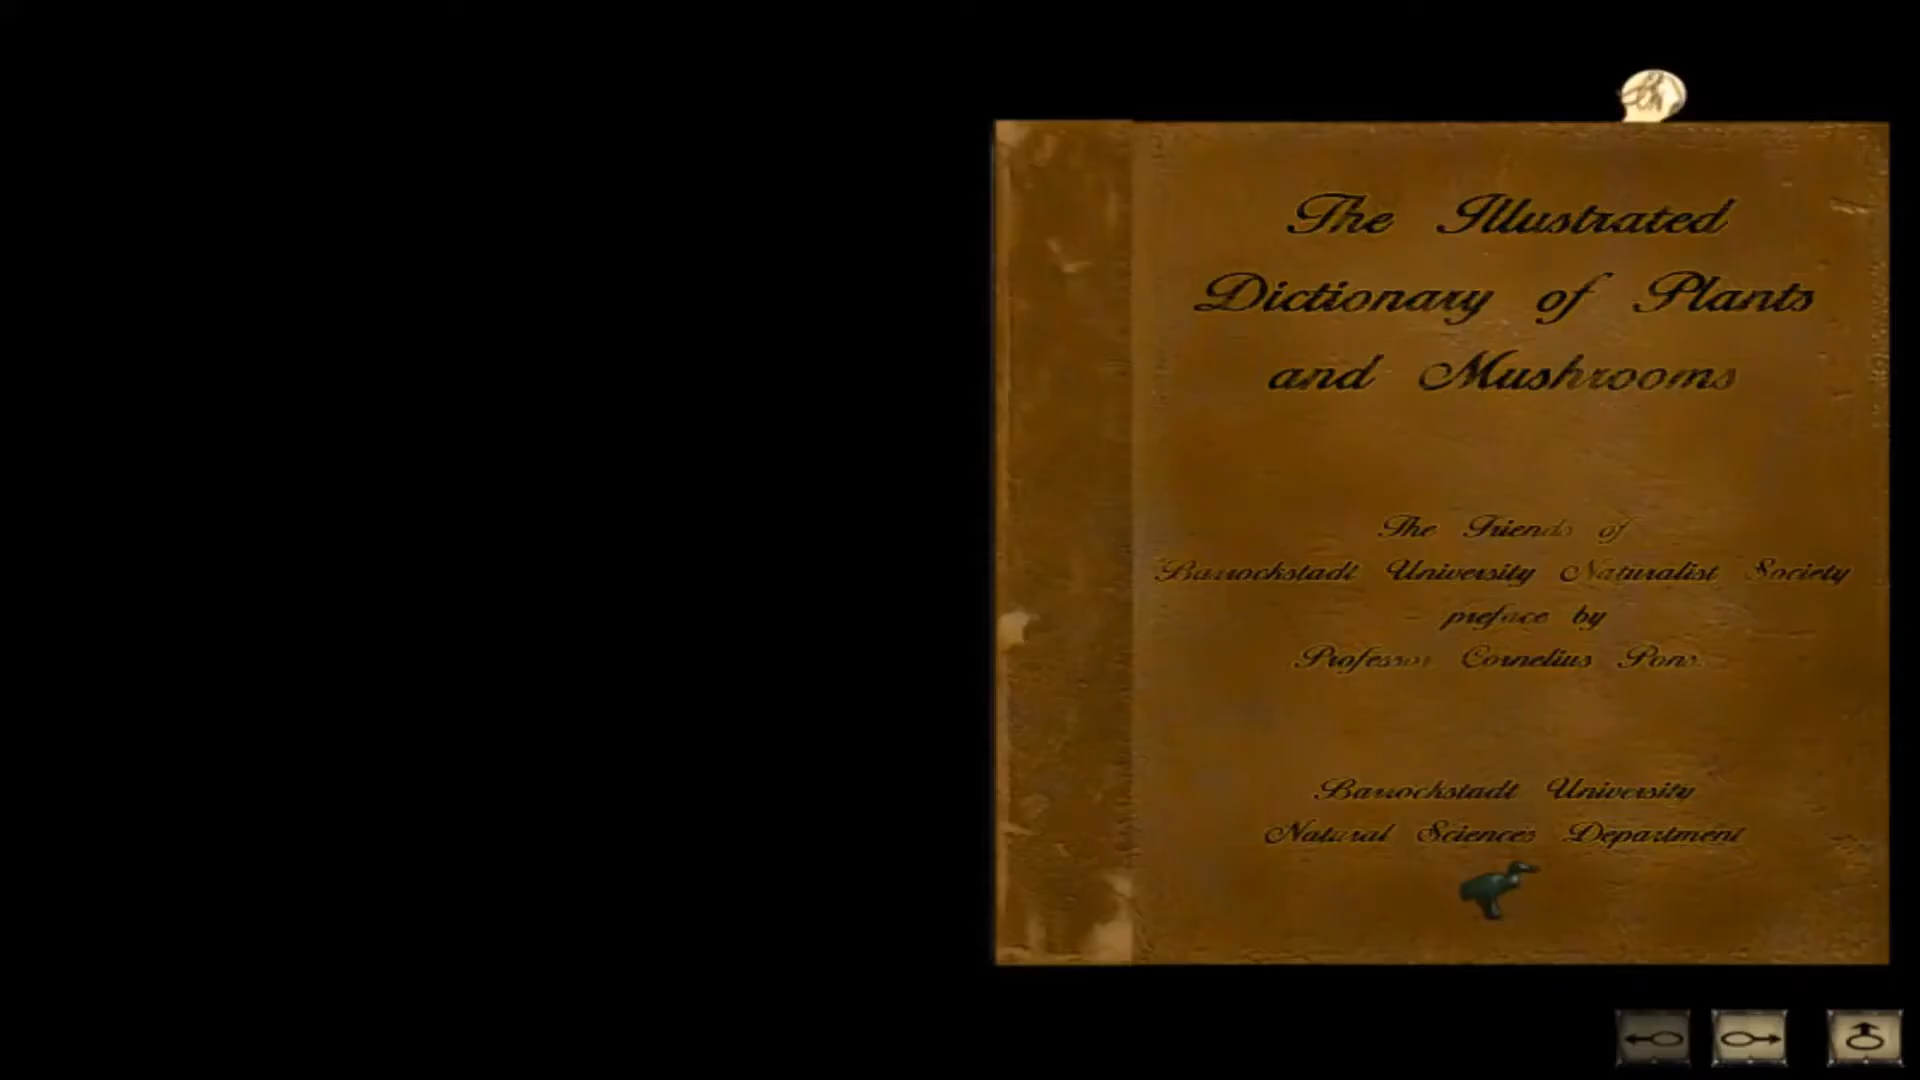 The Illustrated
Dictionary of Plants
and Mushrooms
The Friends of
Barrockstadt University Naturalist Society
preface by
Professor Cornelius Pons
Barrockstadt University
Natural Sciences Department